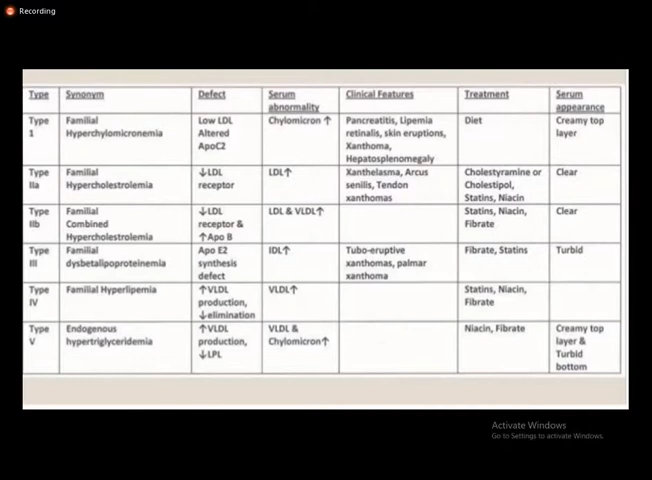 Recording
Type Synonym Defect Serum abnormality Clinical Features Treatment Serum appearance
Type 1 Familial Hyperchylomicronemia Low LDL Altered ApoC2 Chylomicron ↑ Pancreatitis, Lipemia retinalis, skin eruptions, Xanthoma, Hepatosplenomegaly Diet Creamy top layer
Type IIa Familial Hypercholestrolemia ↓LDL receptor LDL↑ Xanthelasma, Arcus senilis, Tendon xanthomas Cholestyramine or Cholestipol, Statins, Niacin Clear
Type IIb Familial Combined Hypercholestrolemia ↓LDL receptor & ↑Apo B LDL & VLDL↑ Statins, Niacin, Fibrate Clear
Type III Familial dysbetalipoproteinemia Apo E2 synthesis defect IDL↑ Tubo-eruptive xanthomas, palmar xanthoma Fibrate, Statins Turbid
Type IV Familial Hyperlipemia ↑VLDL production, ↓elimination VLDL↑ Statins, Niacin, Fibrate
Type V Endogenous hypertriglyceridemia ↑VLDL production, ↓LPL VLDL & Chylomicron↑ Niacin, Fibrate Creamy top layer & Turbid bottom
Activate Windows
Go to Settings to activate Windows.